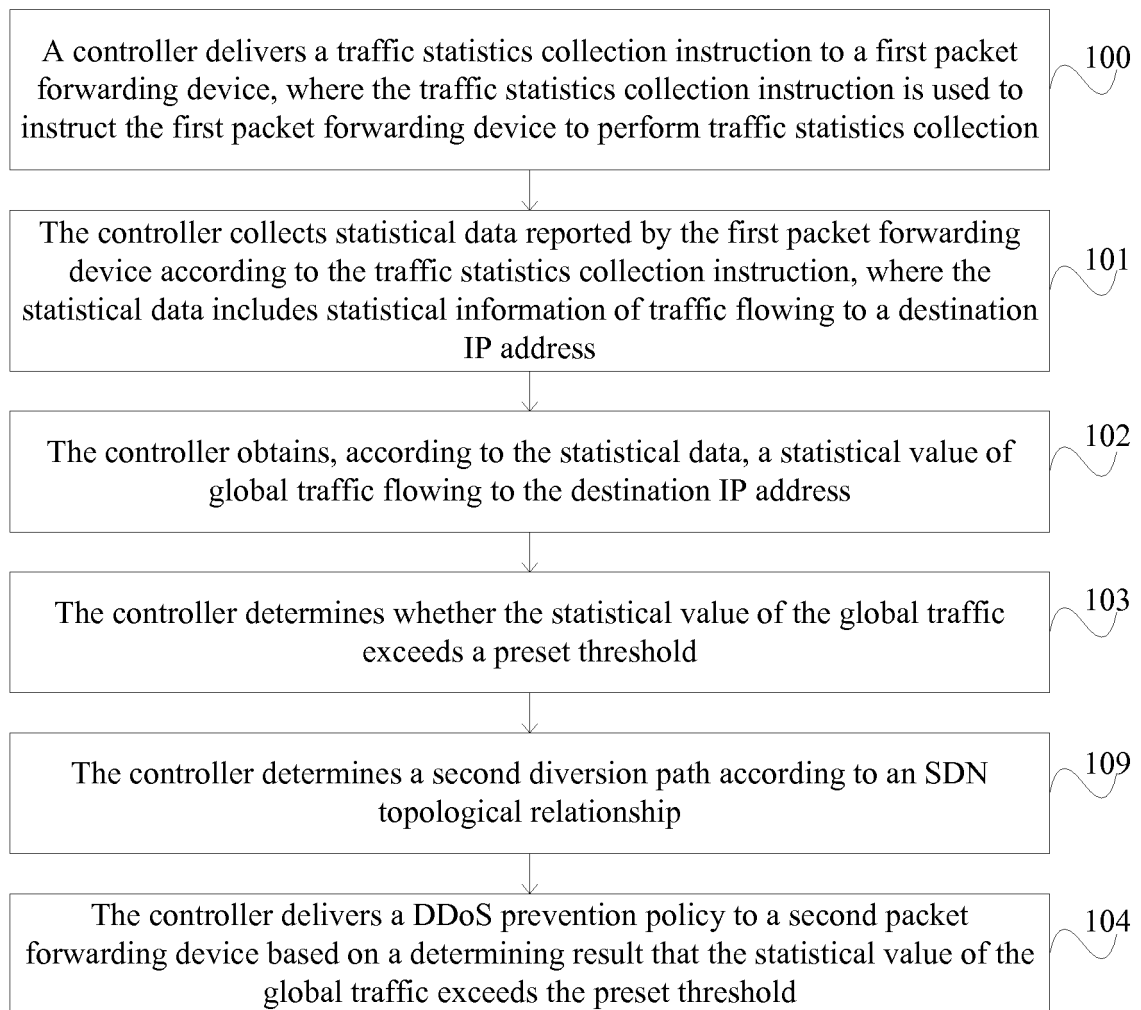 A controller delivers a traffic statistics collection instruction to a first packet
forwarding device, where the traffic statistics collection instruction is used to
instruct the first packet forwarding device to perform traffic statistics collection
100
The controller collects statistical data reported by the first packet forwarding
device according to the traffic statistics collection instruction, where the
statistical data includes statistical information of traffic flowing to a destination
IP address
101
The controller obtains, according to the statistical data, a statistical value of
global traffic flowing to the destination IP address
102
The controller determines whether the statistical value of the global traffic
exceeds a preset threshold
103
The controller determines a second diversion path according to an SDN
topological relationship
109
The controller delivers a DDoS prevention policy to a second packet
forwarding device based on a determining result that the statistical value of the
global traffic exceeds the preset threshold
104